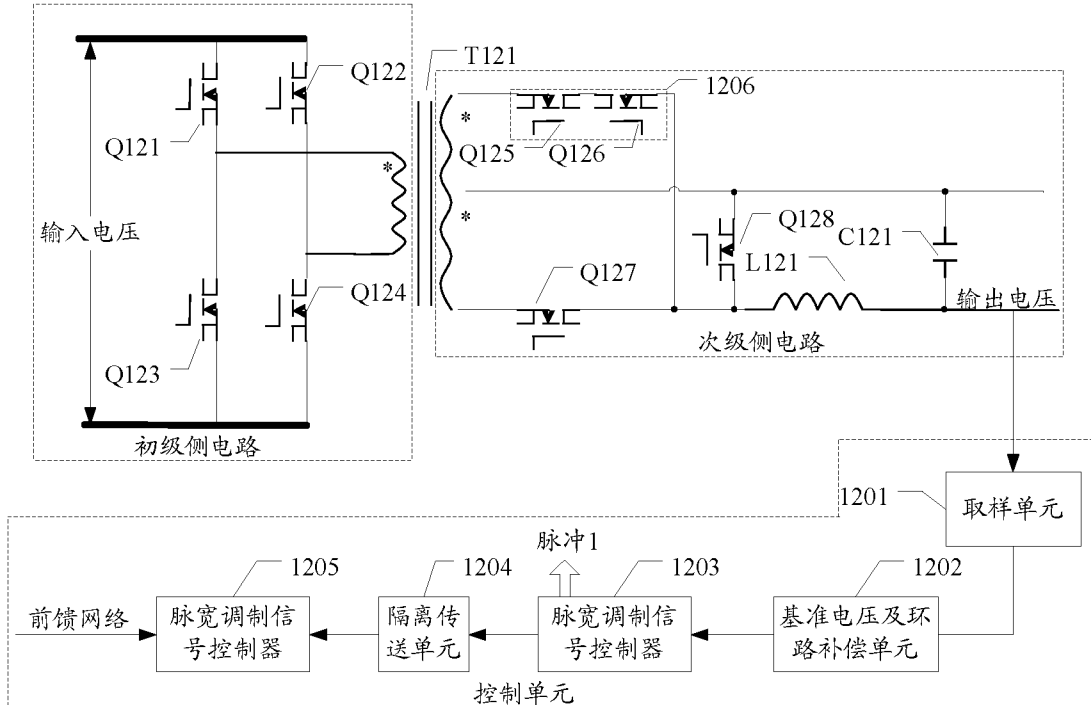 T121
Q122
1206
*
Q121
Q125
Q126
*
*
输入电压
Q128
C121
Q127
L121
Q124
输出电压
次级侧电路
Q123
初级侧电路
1201
取样单元
脉冲1
1205
1204
1203
1202
前馈网络
脉宽调制信
号控制器
隔离传
送单元
脉宽调制信
号控制器
基准电压及环
路补偿单元
控制单元